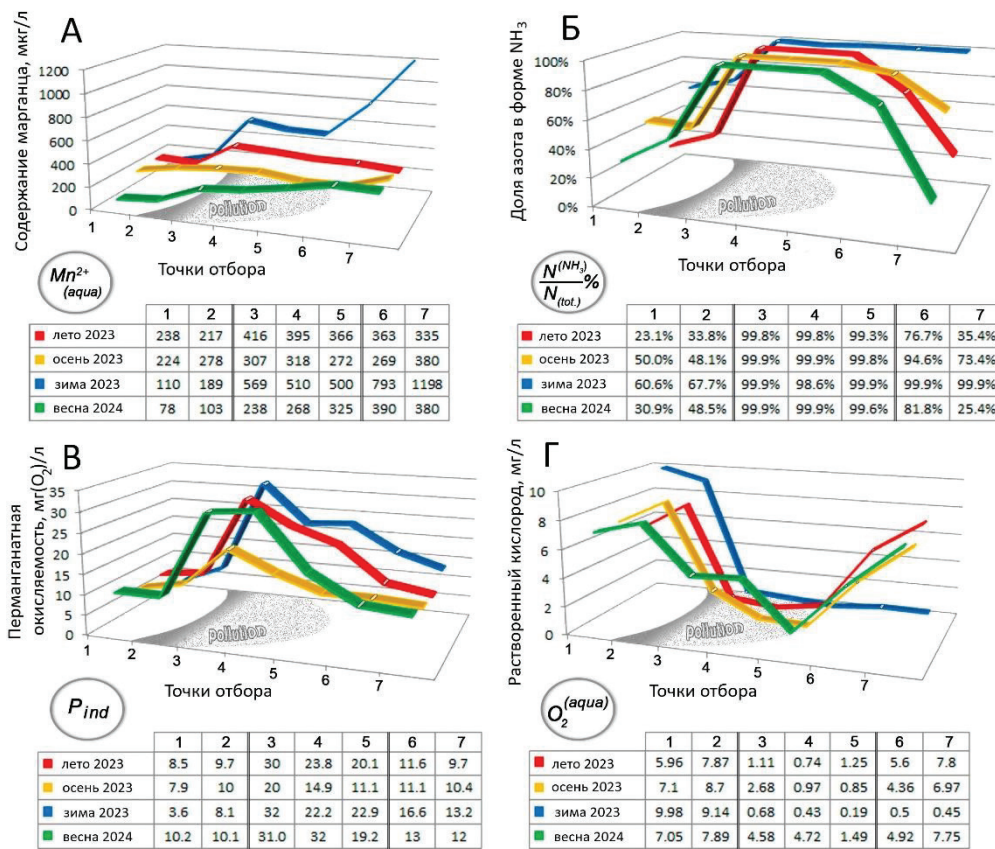 А
Содержание марганца, мкг/л
1200
1000
800
600
400
200
0
pollution
1 2 3 4 5 6 7
Точки отбора
Mn²⁺ (aqua)
1 2 3 4 5 6 7
лето 2023 238 217 416 395 366 363 335
осень 2023 224 278 307 318 272 269 380
зима 2023 110 189 569 510 500 793 1198
весна 2024 78 103 238 268 325 390 380
Б
Доля азота в форме NH₃
100%
80%
60%
40%
20%
0%
pollution
1 2 3 4 5 6 7
Точки отбора
N^(NH₃)
N_(tot.) %
1 2 3 4 5 6 7
лето 2023 23.1% 33.8% 99.8% 99.8% 99.3% 76.7% 35.4%
осень 2023 50.0% 48.1% 99.9% 99.9% 99.8% 94.6% 73.4%
зима 2023 60.6% 67.7% 99.9% 98.6% 99.9% 99.9% 99.9%
весна 2024 30.9% 48.5% 99.9% 99.9% 99.6% 81.8% 25.4%
В
Перманганатная
окисляемость, мг(O₂)/л
35
30
25
20
15
10
5
0
pollution
1 2 3 4 5 6 7
Точки отбора
P ind
1 2 3 4 5 6 7
лето 2023 8.5 9.7 30 23.8 20.1 11.6 9.7
осень 2023 7.9 10 20 14.9 11.1 11.1 10.4
зима 2023 3.6 8.1 32 22.2 22.9 16.6 13.2
весна 2024 10.2 10.1 31.0 32 19.2 13 12
Г
Растворенный кислород, мг/л
10
8
6
4
2
0
pollution
1 2 3 4 5 6 7
Точки отбора
O₂^(aqua)
1 2 3 4 5 6 7
лето 2023 5.96 7.87 1.11 0.74 1.25 5.6 7.8
осень 2023 7.1 8.7 2.68 0.97 0.85 4.36 6.97
зима 2023 9.98 9.14 0.68 0.43 0.19 0.5 0.45
весна 2024 7.05 7.89 4.58 4.72 1.49 4.92 7.75